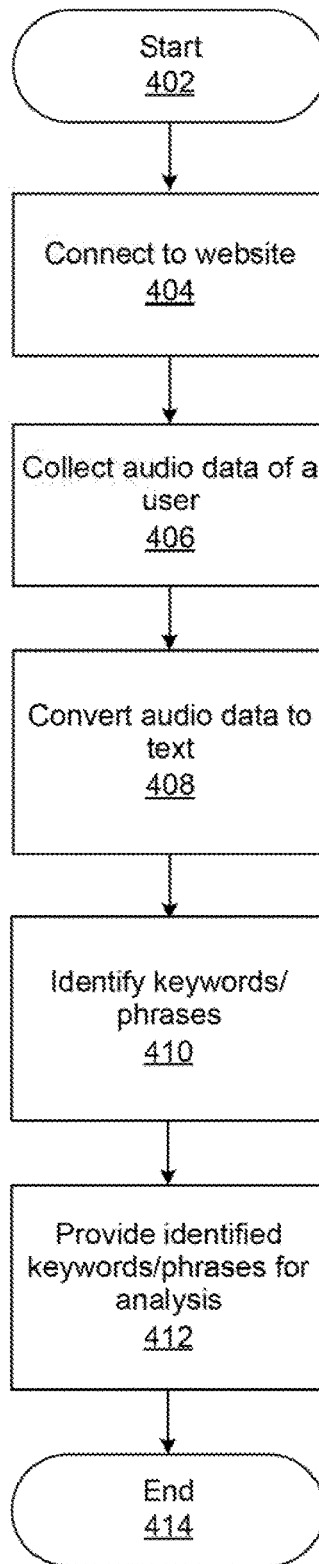 Start
402
Connect to website
404
Collect audio data of a
user
406
Convert audio data to
text
408
Identify keywords/
phrases
410
Provide identified
keywords/phrases for
analysis
412
End
414